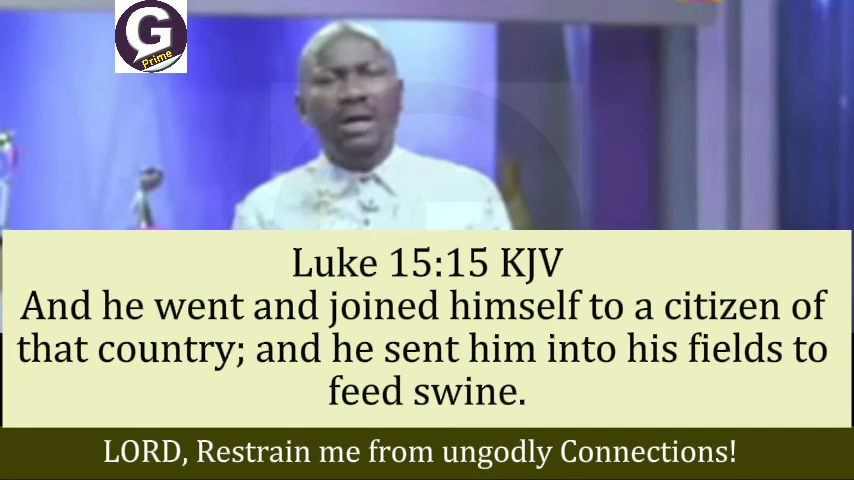 G
Prime
Luke 15:15 KJV
And he went and joined himself to a citizen of
that country; and he sent him into his fields to
feed swine.
LORD, Restrain me from ungodly Connections!